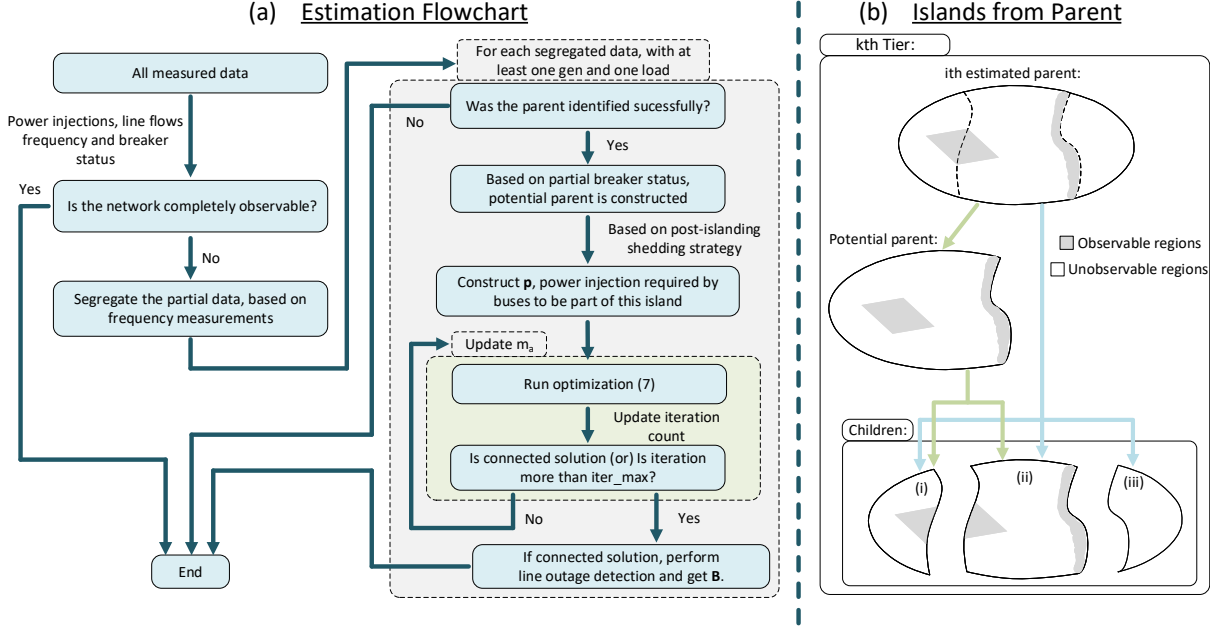 (a) Estimation Flowchart
All measured data
Power injections, line flows
frequency and breaker
status
Yes
Is the network completely observable?
No
Segregate the partial data, based on
frequency measurements
End
For each segregated data, with at
least one gen and one load
Was the parent identified sucessfully?
No
Yes
Based on partial breaker status,
potential parent is constructed
Based on post-islanding
shedding strategy
Construct p, power injection required by
buses to be part of this island
Update mₐ
Run optimization (7)
Update iteration
count
Is connected solution (or) Is iteration
more than iter_max?
No
Yes
If connected solution, perform
line outage detection and get B.
(b) Islands from Parent
kth Tier:
ith estimated parent:
Potential parent:
Observable regions
Unobservable regions
Children:
(i)
(ii)
(iii)